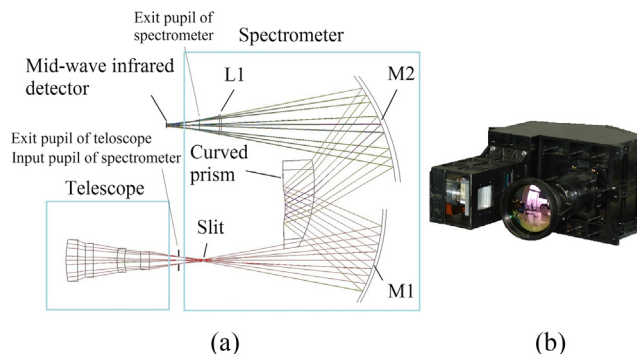 Exit pupil of
spectrometer
Spectrometer
Mid-wave infrared
detector
L1
M2
Exit pupil of teloscope
Input pupil of spectrometer
Curved
prism
Telescope
Slit
M1
(a)
(b)